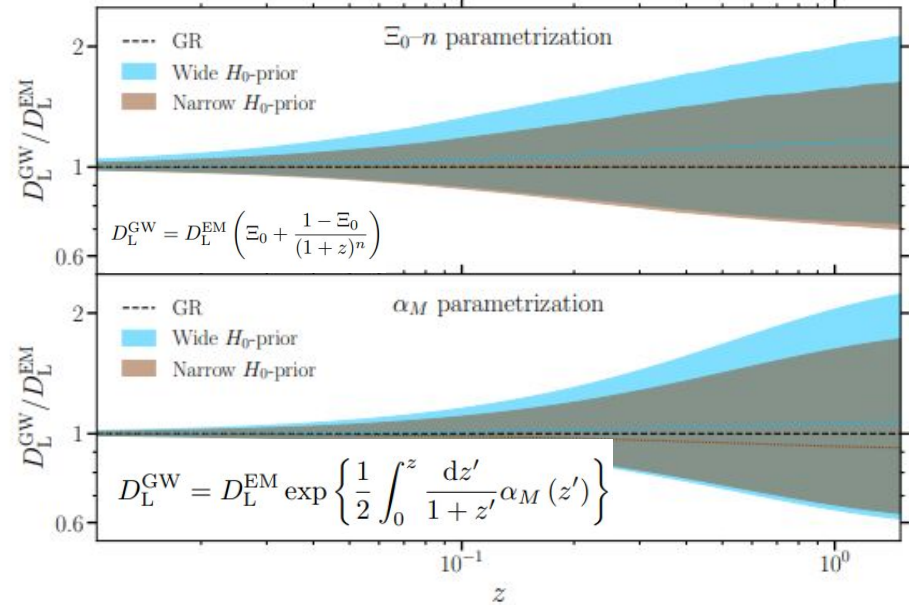 Ξ₀–n parametrization
GR
Wide H₀-prior
Narrow H₀-prior
2
1
0.6
D_L^GW / D_L^EM
D_L^GW = D_L^EM (Ξ₀ + (1 − Ξ₀)/(1 + z)^n)
α_M parametrization
GR
Wide H₀-prior
Narrow H₀-prior
2
1
0.6
D_L^GW / D_L^EM
D_L^GW = D_L^EM exp { 1/2 ∫₀^z dz′/(1 + z′) α_M (z′) }
10⁻¹
10⁰
z